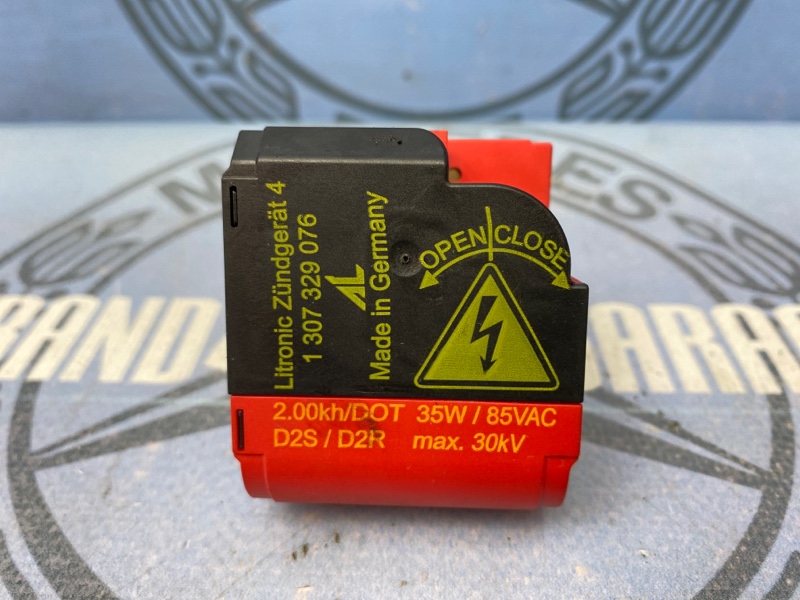 Litronic Zündgerät 4
1 307 329 076
AL
Made in Germany
OPEN CLOSE
2.00kh/DOT 35W / 85VAC
D2S / D2R max. 30kV